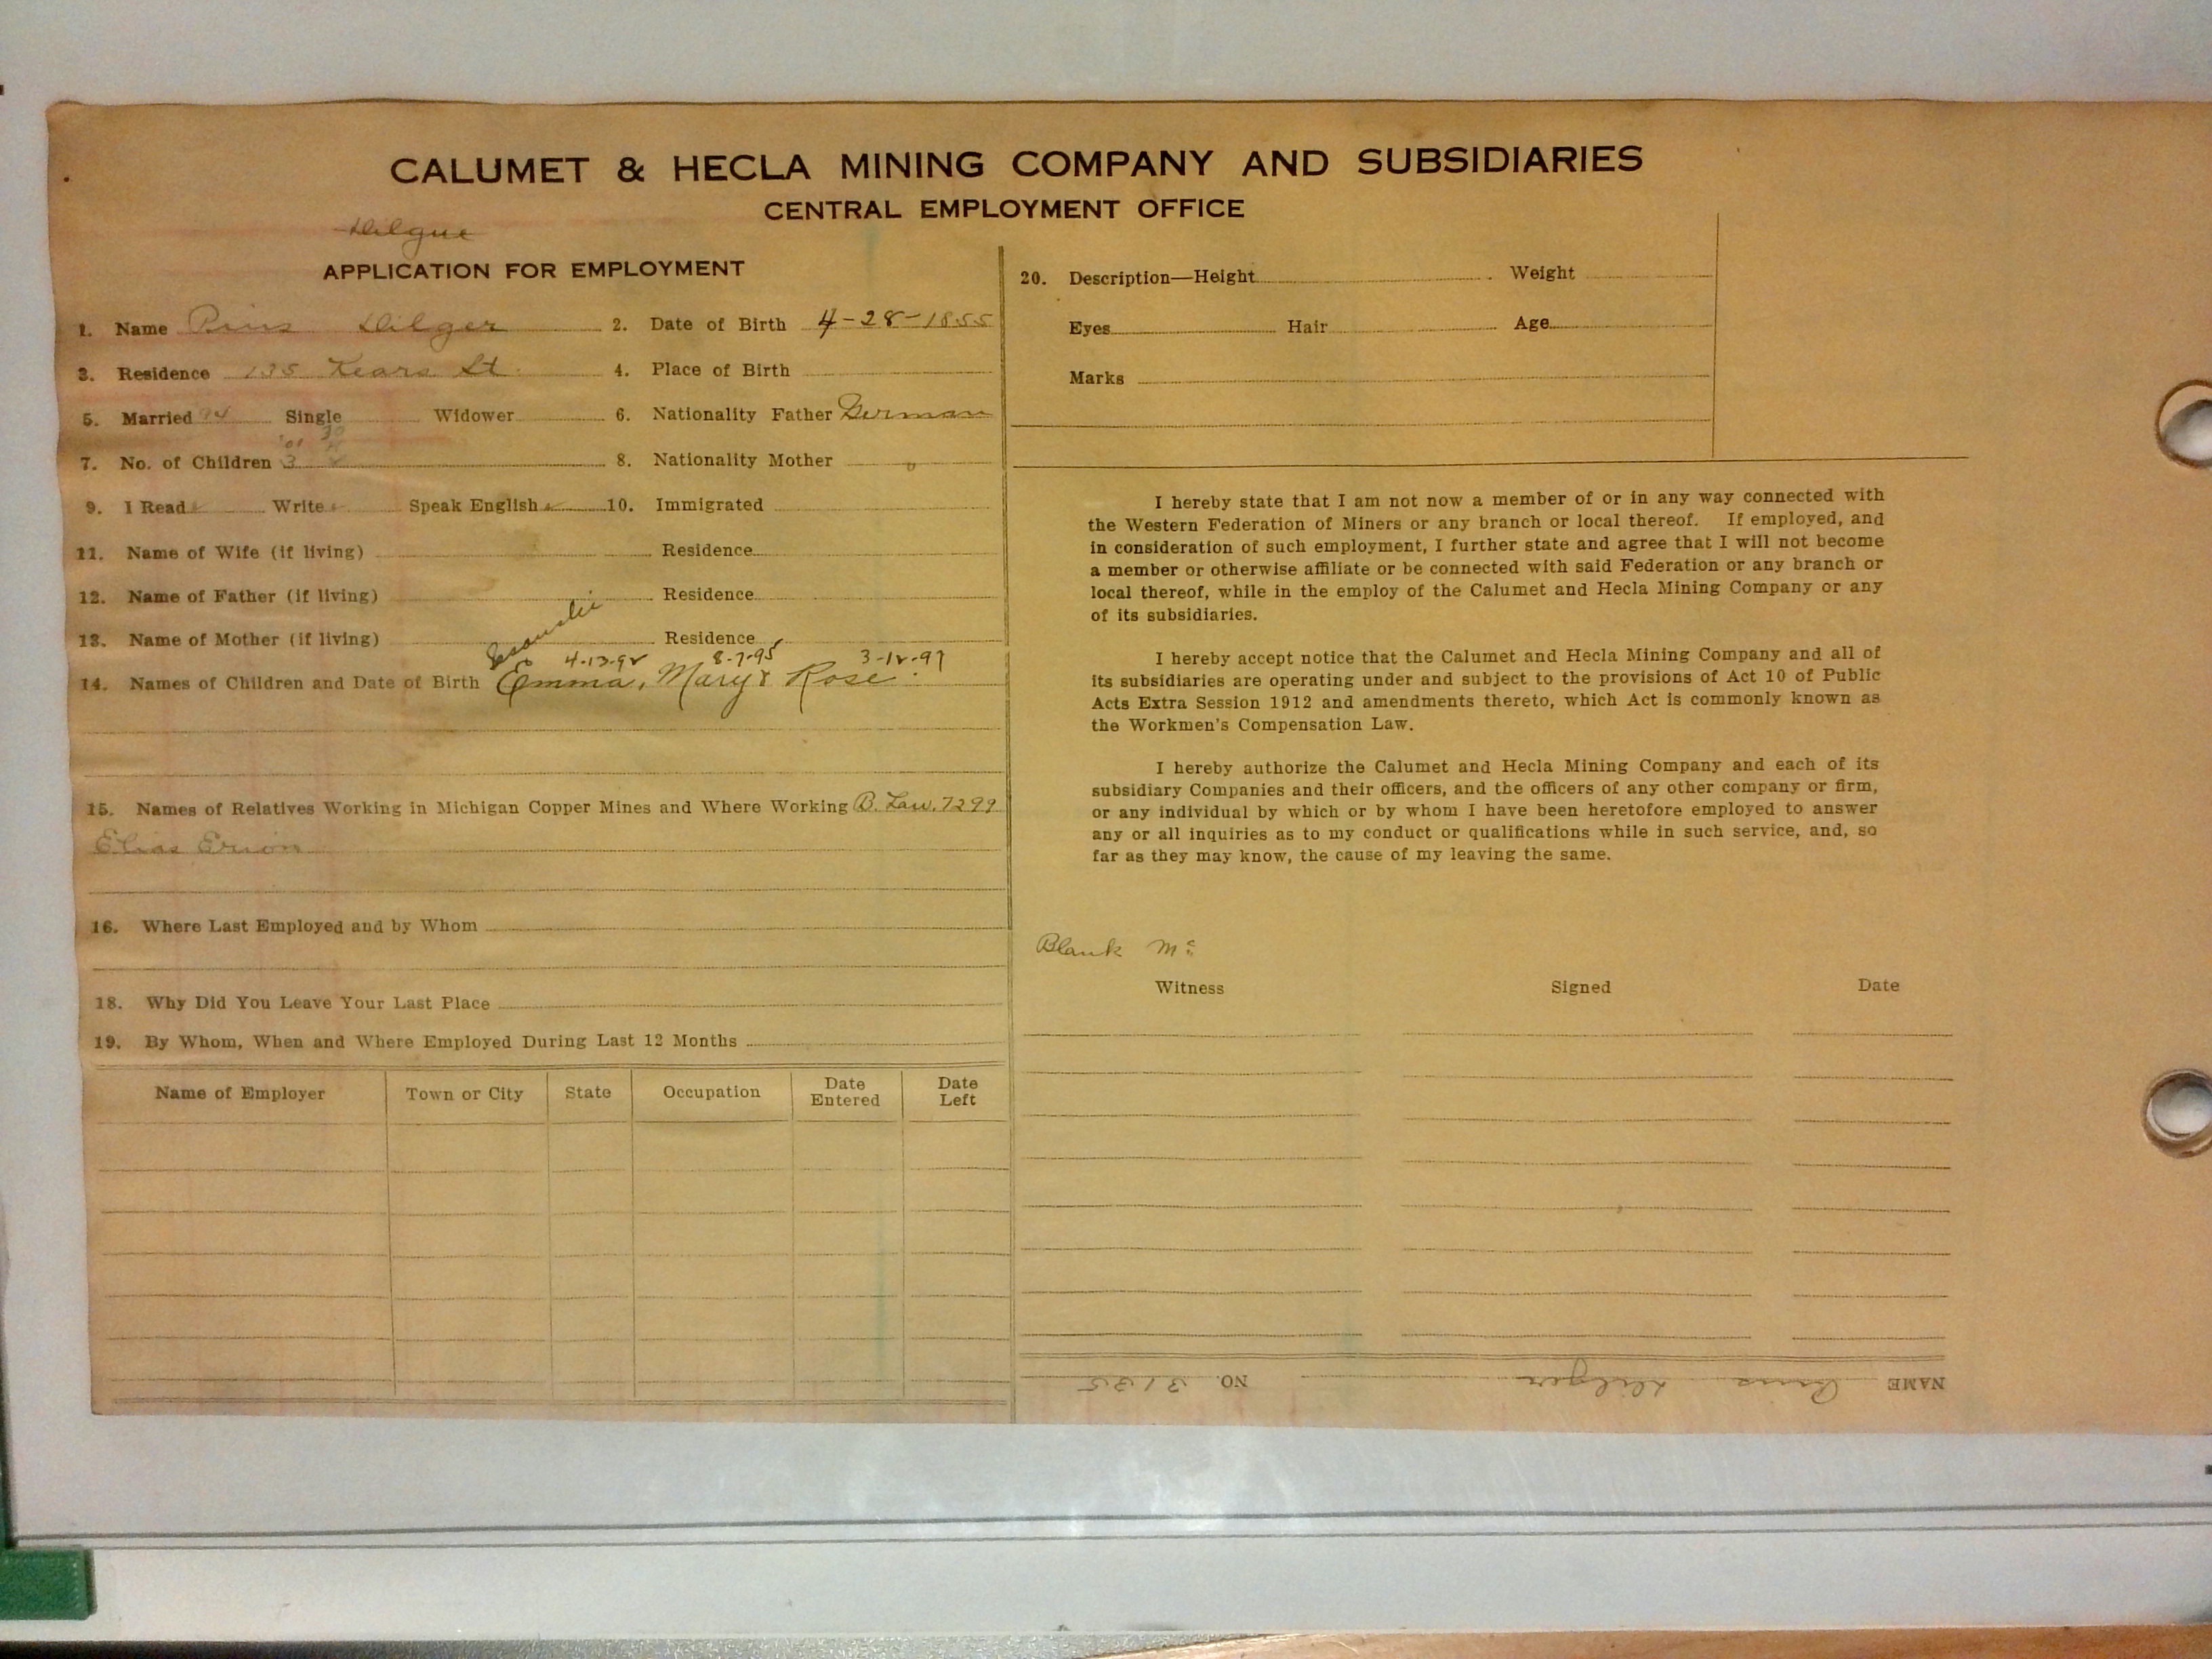 CALUMET & HECLA MINING COMPANY AND SUBSIDIARIES
CENTRAL EMPLOYMENT OFFICE
Dilgue
APPLICATION FOR EMPLOYMENT
1. Name Pius Dilger 2. Date of Birth 4-28-1855
3. Residence 135 Kears St. 4. Place of Birth
5. Married Single Widower 6. Nationality Father German
7. No. of Children 3 8. Nationality Mother "
9. I Read ✓ Write ✓ Speak English ✓ 10. Immigrated
11. Name of Wife (if living) Residence
12. Name of Father (if living) Residence
13. Name of Mother (if living) Residence
4-13-92 8-7-95 3-12-97
14. Names of Children and Date of Birth Emma, Mary & Rose.
15. Names of Relatives Working in Michigan Copper Mines and Where Working B. Law. 7299
Elias Erion
16. Where Last Employed and by Whom
18. Why Did You Leave Your Last Place
19. By Whom, When and Where Employed During Last 12 Months
Name of Employer Town or City State Occupation Date Entered Date Left
20. Description—Height Weight
Eyes Hair Age
Marks
I hereby state that I am not now a member of or in any way connected with
the Western Federation of Miners or any branch or local thereof. If employed, and
in consideration of such employment, I further state and agree that I will not become
a member or otherwise affiliate or be connected with said Federation or any branch or
local thereof, while in the employ of the Calumet and Hecla Mining Company or any
of its subsidiaries.
I hereby accept notice that the Calumet and Hecla Mining Company and all of
its subsidiaries are operating under and subject to the provisions of Act 10 of Public
Acts Extra Session 1912 and amendments thereto, which Act is commonly known as
the Workmen's Compensation Law.
I hereby authorize the Calumet and Hecla Mining Company and each of its
subsidiary Companies and their officers, and the officers of any other company or firm,
or any individual by which or by whom I have been heretofore employed to answer
any or all inquiries as to my conduct or qualifications while in such service, and, so
far as they may know, the cause of my leaving the same.
Blank Mc
Witness Signed Date
NAME Pius Dilger NO. 3135